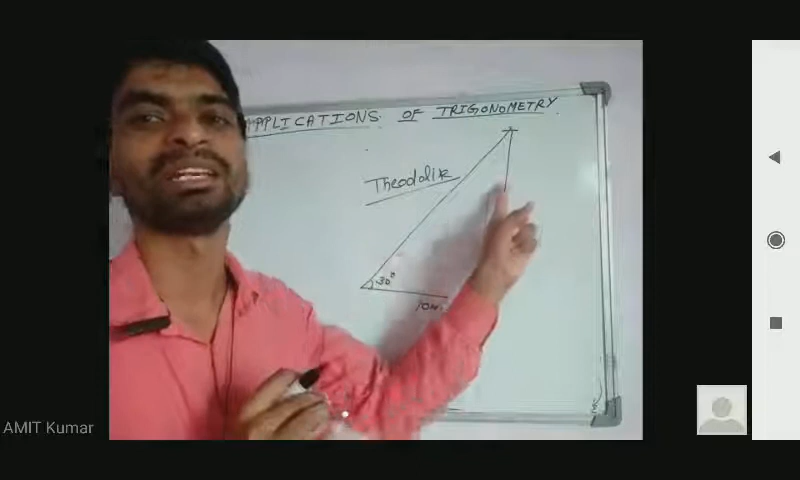 APPLICATIONS OF TRIGONOMETRY
Theodolite
30°
10m
AMIT Kumar